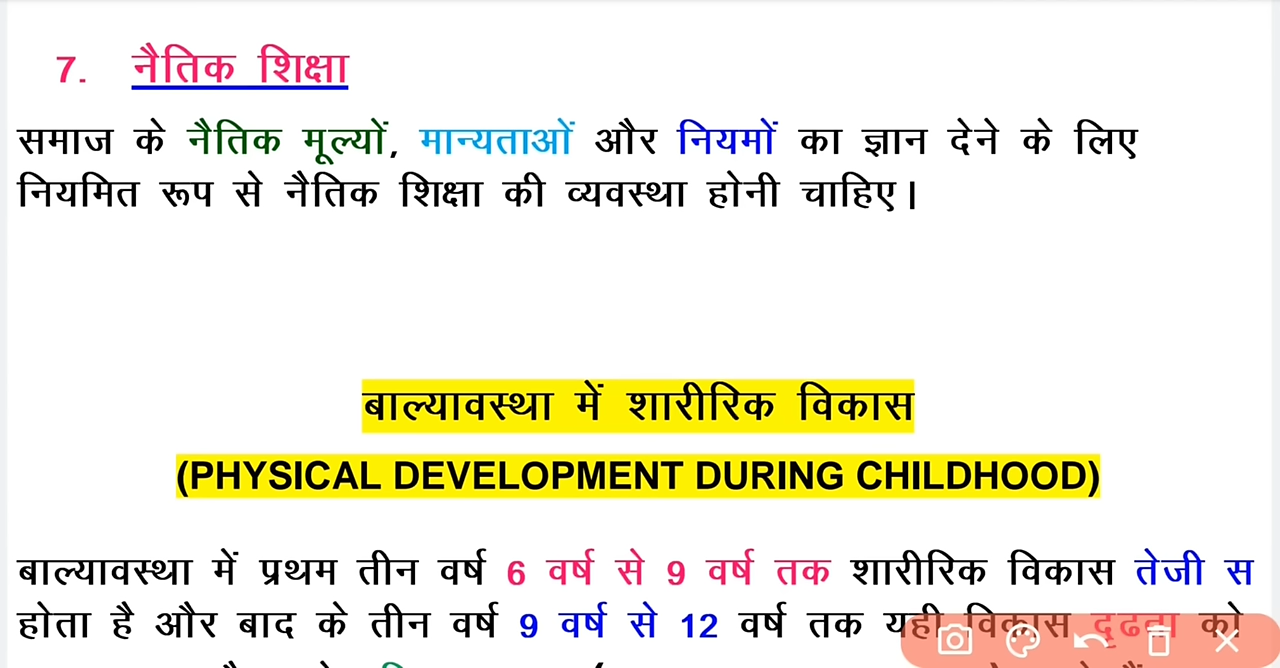 7. नैतिक शिक्षा
समाज के नैतिक मूल्यों, मान्यताओं और नियमों का ज्ञान देने के लिए
नियमित रूप से नैतिक शिक्षा की व्यवस्था होनी चाहिए।
बाल्यावस्था में शारीरिक विकास
(PHYSICAL DEVELOPMENT DURING CHILDHOOD)
बाल्यावस्था में प्रथम तीन वर्ष 6 वर्ष से 9 वर्ष तक शारीरिक विकास तेजी स
होता है और बाद के तीन वर्ष 9 वर्ष से 12 वर्ष तक यही विकास दृढता को